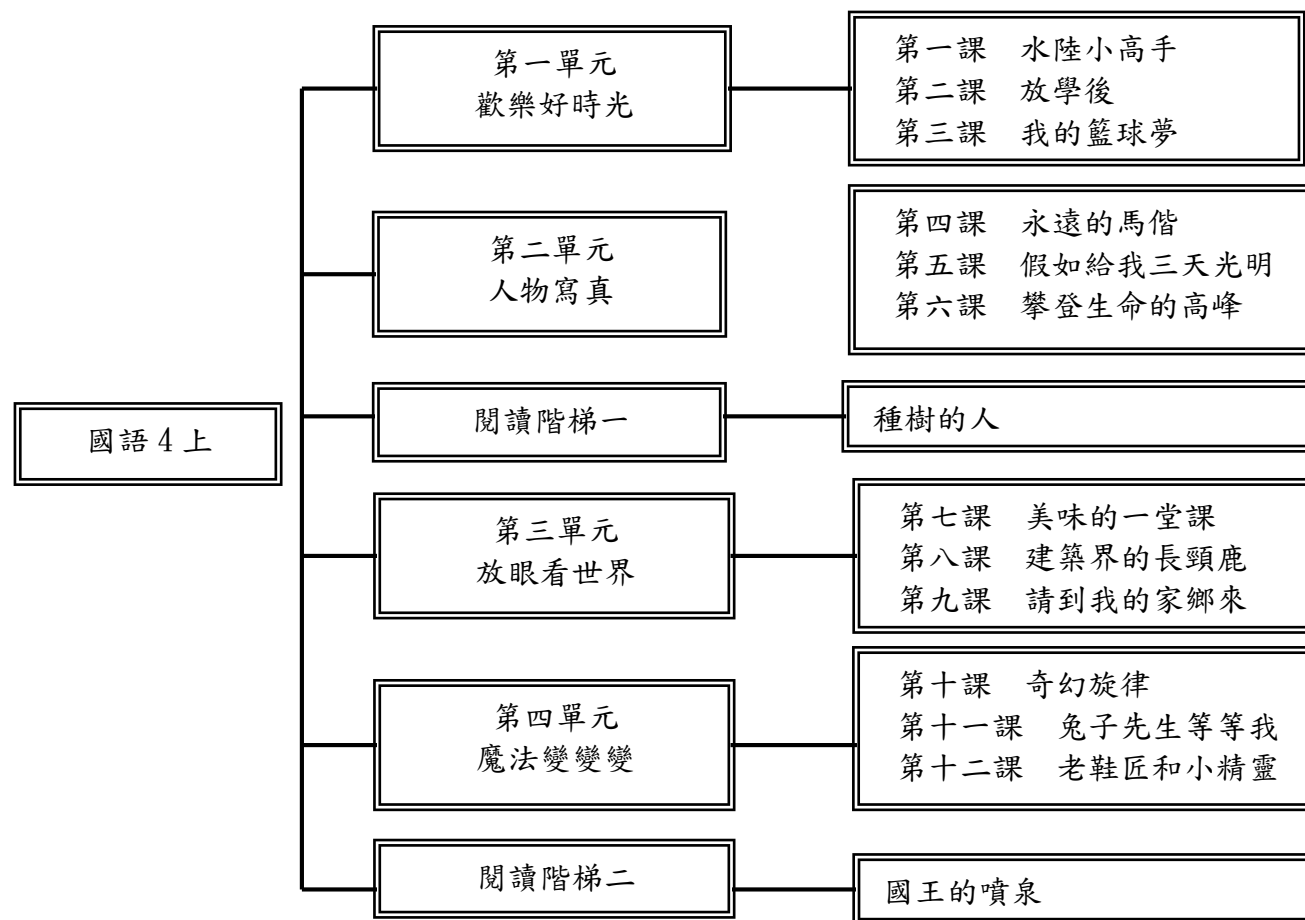 國語 4 上
第一單元
歡樂好時光
第一課　水陸小高手
第二課　放學後
第三課　我的籃球夢
第二單元
人物寫真
第四課　永遠的馬偕
第五課　假如給我三天光明
第六課　攀登生命的高峰
閱讀階梯一
種樹的人
第三單元
放眼看世界
第七課　美味的一堂課
第八課　建築界的長頸鹿
第九課　請到我的家鄉來
第四單元
魔法變變變
第十課　奇幻旋律
第十一課　兔子先生等等我
第十二課　老鞋匠和小精靈
閱讀階梯二
國王的噴泉